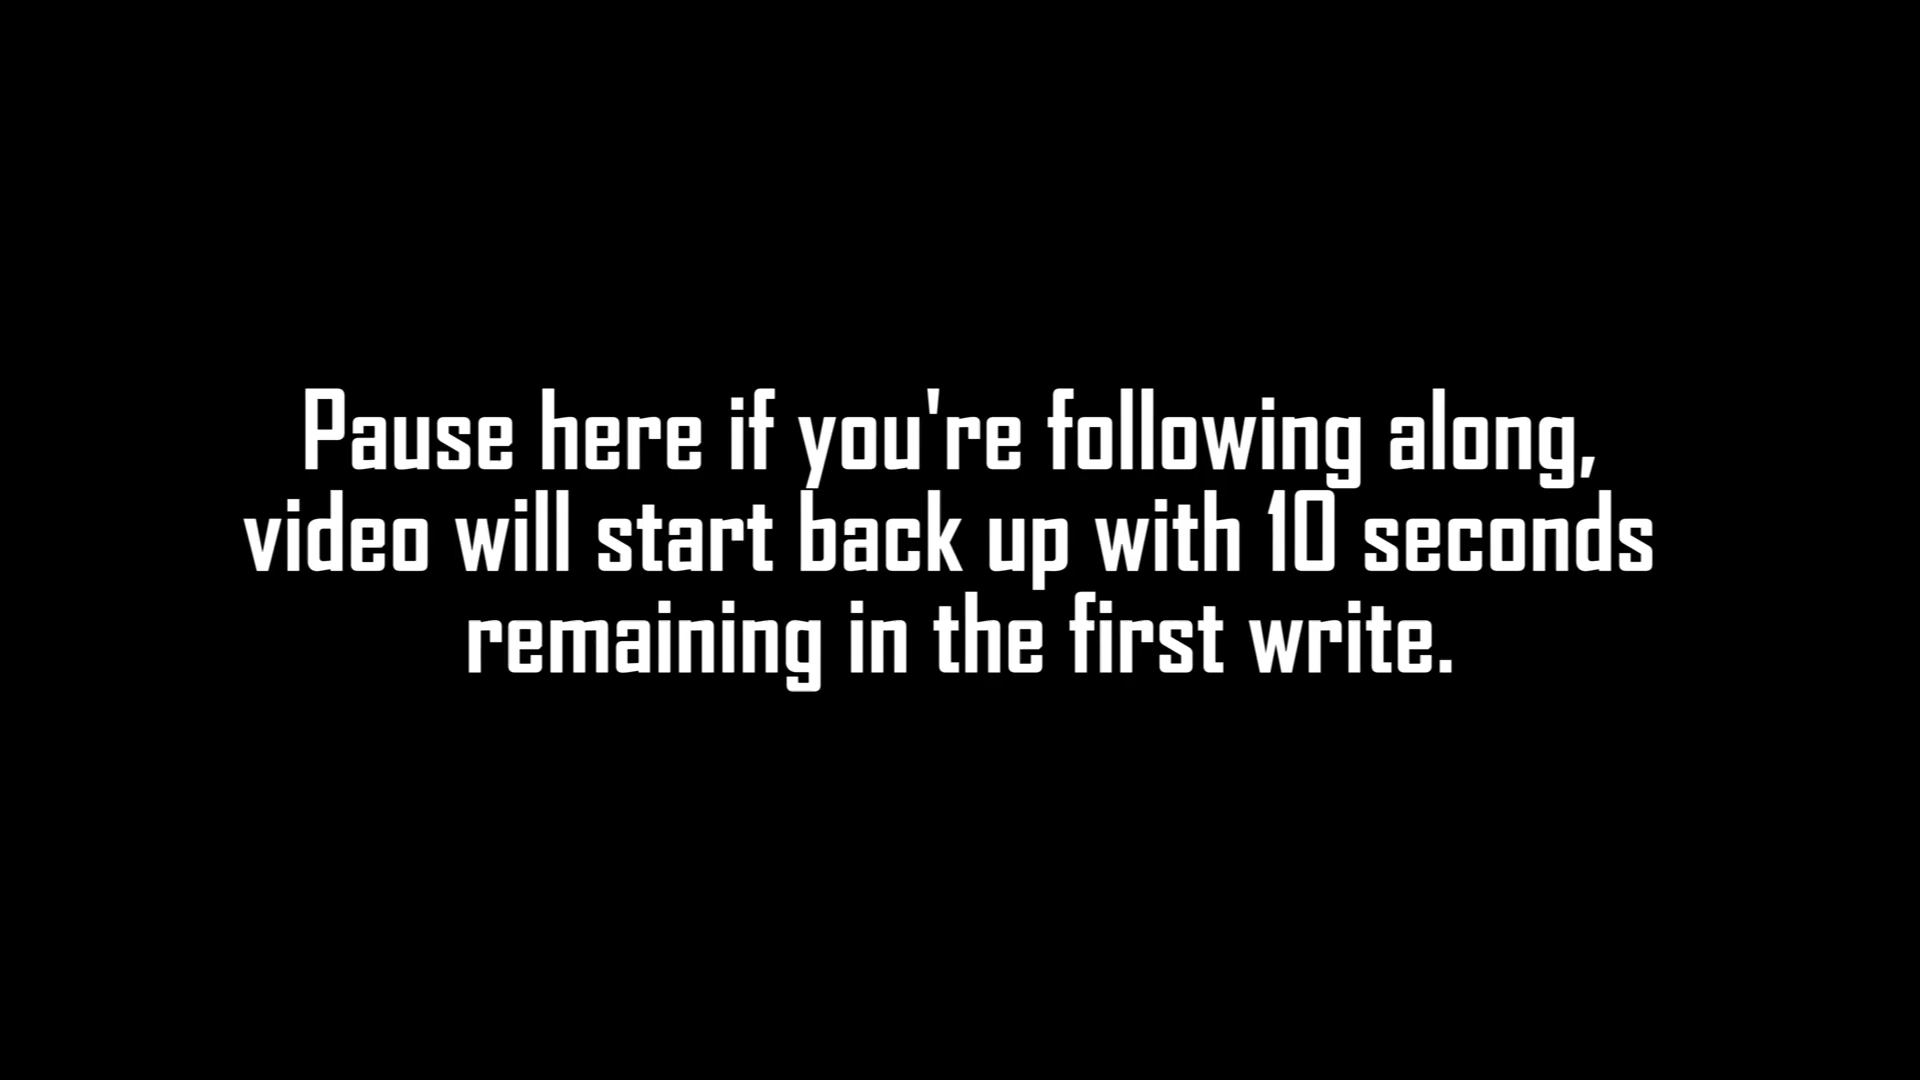 Pause here if you're following along,
video will start back up with 10 seconds
remaining in the first write.